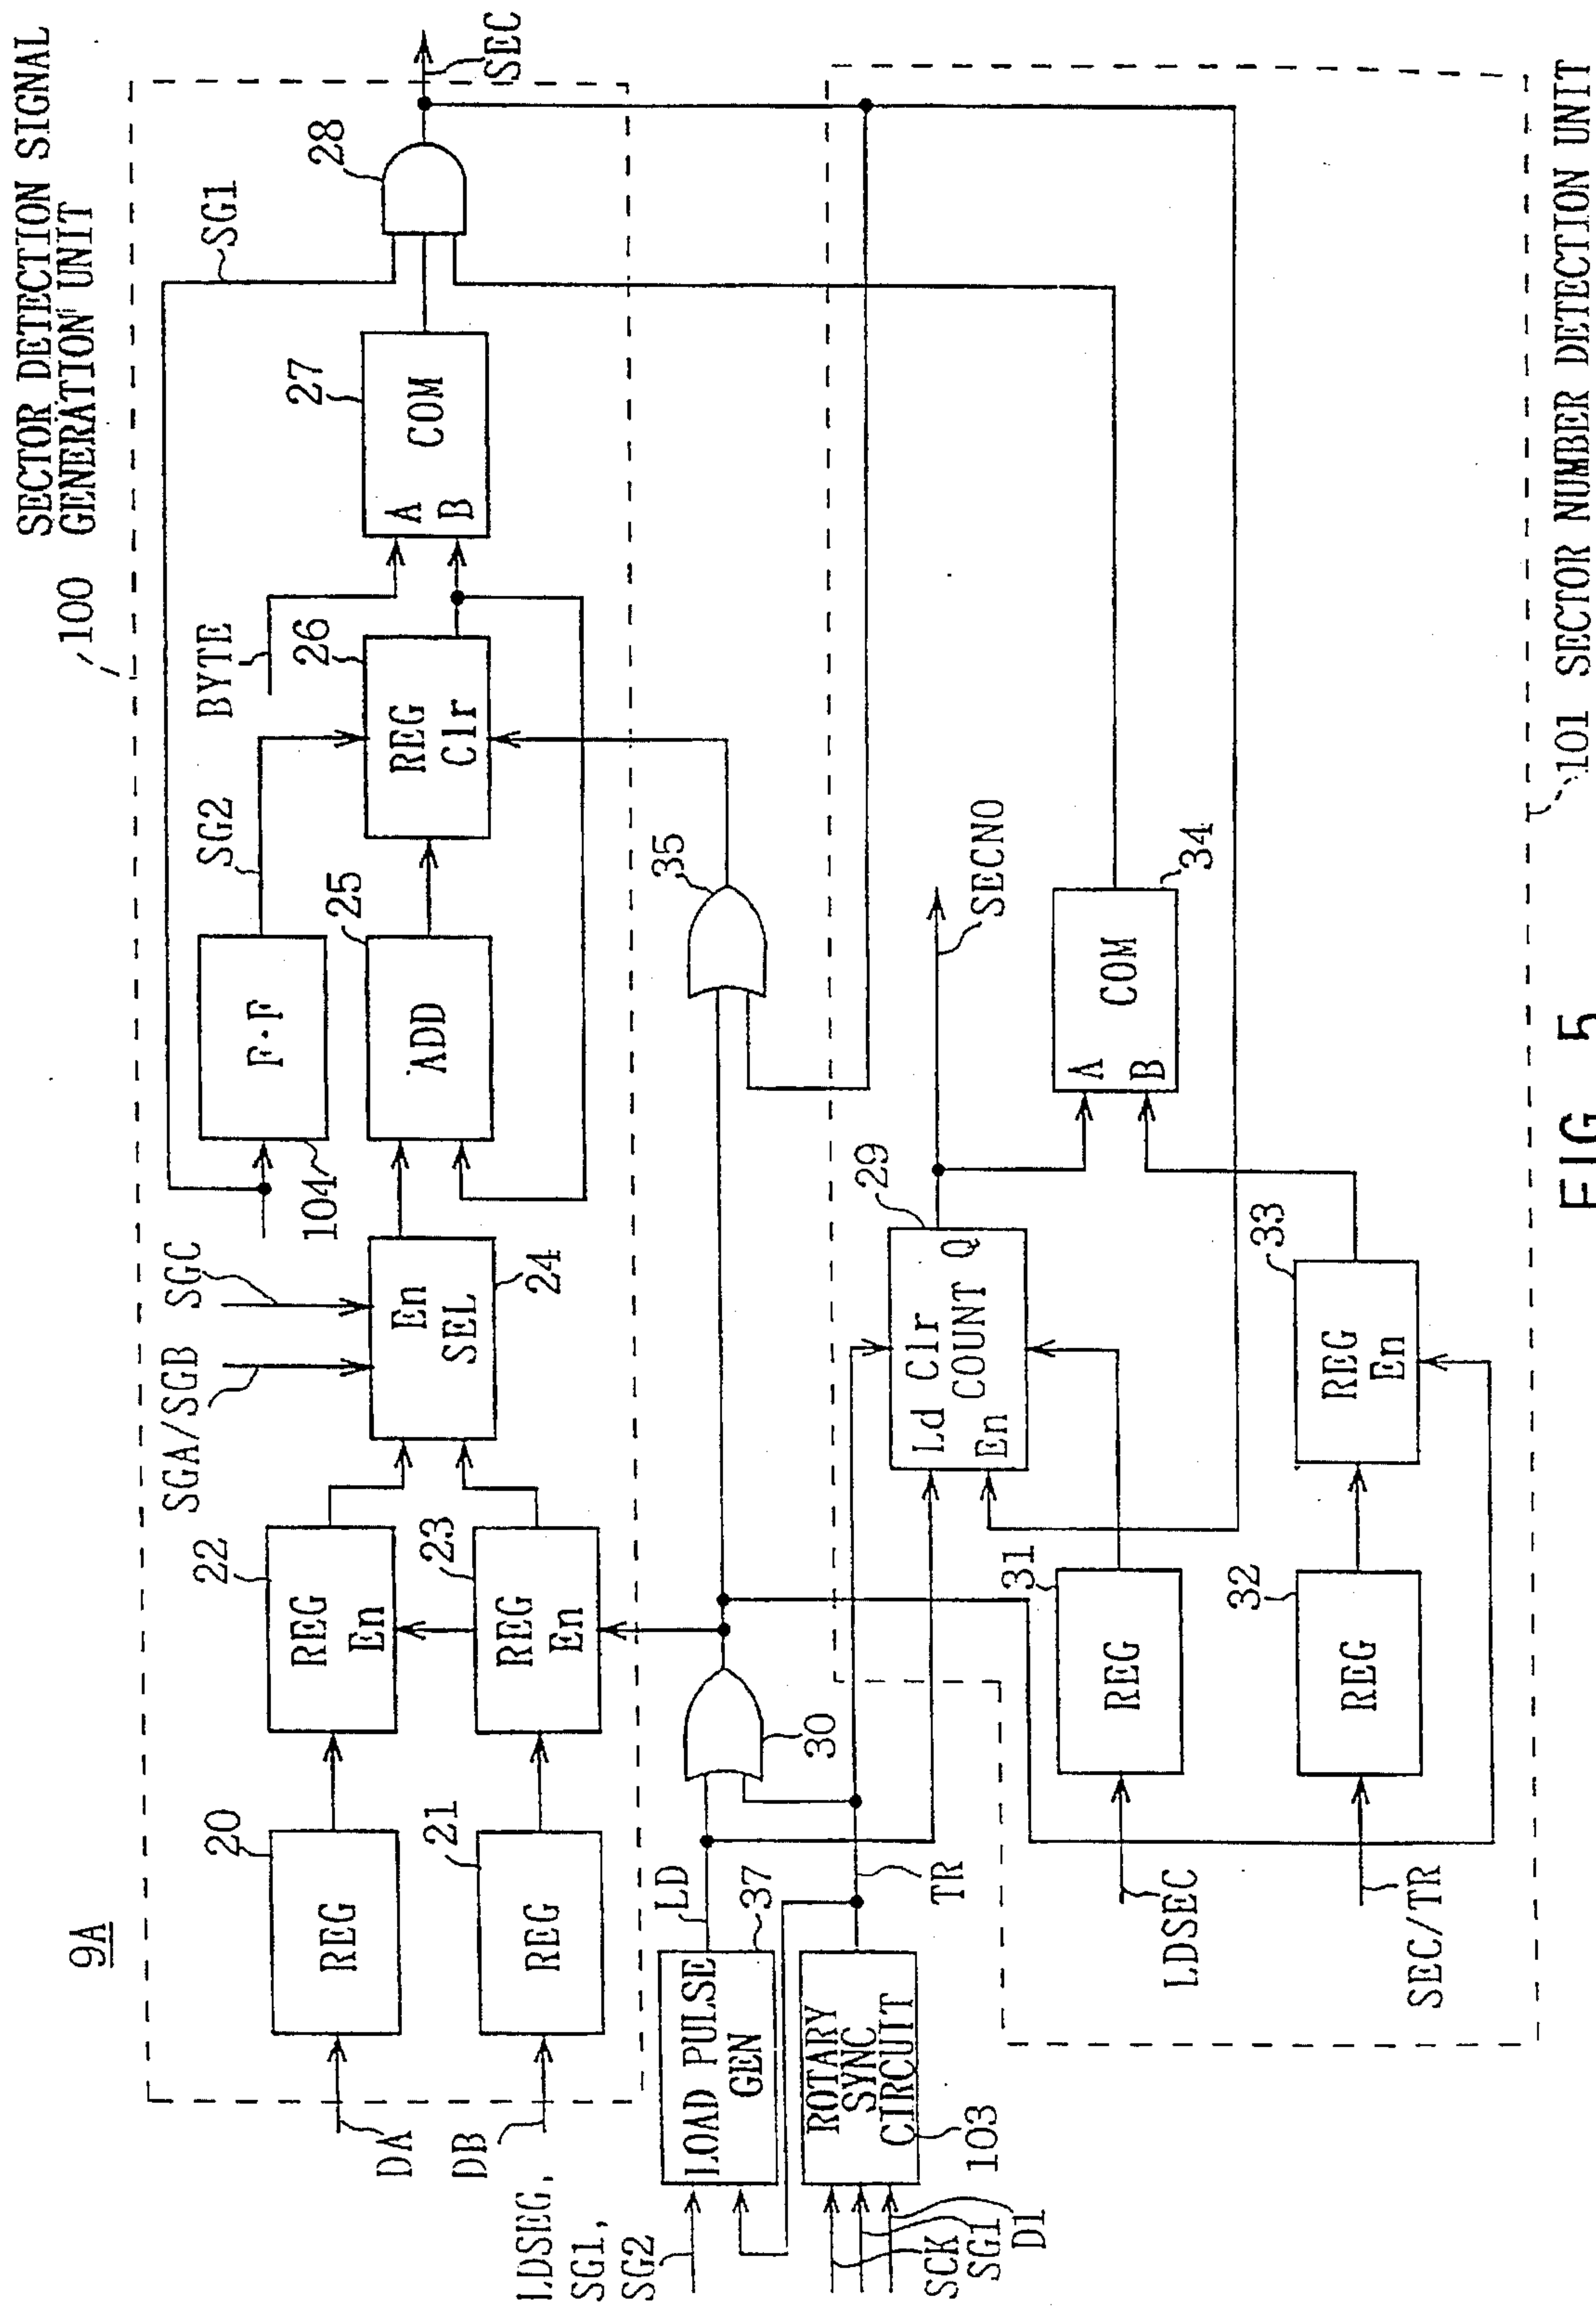 9A
SECTOR DETECTION SIGNAL
100 GENERATION UNIT
SG1
SEC
28
SGA/SGB
SGC
SG2
BYTE
104
F·F
20
REG
22
REG
En
En
SEL
24
25
ADD
26
REG
Clr
27
A
B
COM
DA
DB
21
REG
23
REG
En
LDSEG,
SG1,
SG2
LOAD PULSE
GEN
37
LD
30
35
ROTARY
SYNC
CIRCUIT
103
TR
SCK
SG1
D1
29
Ld Clr
COUNT Q
En
SECNO
LDSEC
31
REG
A
B
COM
34
SEC/TR
32
REG
33
REG
En
101 SECTOR NUMBER DETECTION UNIT
FIG 5